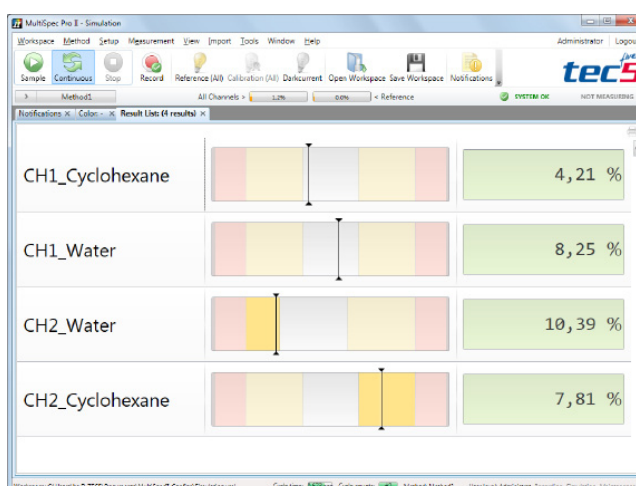 MultiSpec Pro II - Simulation
Workspace Method Setup Measurement View Import Tools Window Help Administrator Logout
Sample Continuous Stop Record Reference (All) Calibration (All) Darkcurrent Open Workspace Save Workspace Notifications
tec5
> Method1 All Channels > 1.2% 0.0% < Reference SYSTEM OK NOT MEASURING
Notifications × Color: - × Result List: (4 results) ×
CH1_Cyclohexane 4,21 %
CH1_Water 8,25 %
CH2_Water 10,39 %
CH2_Cyclohexane 7,81 %